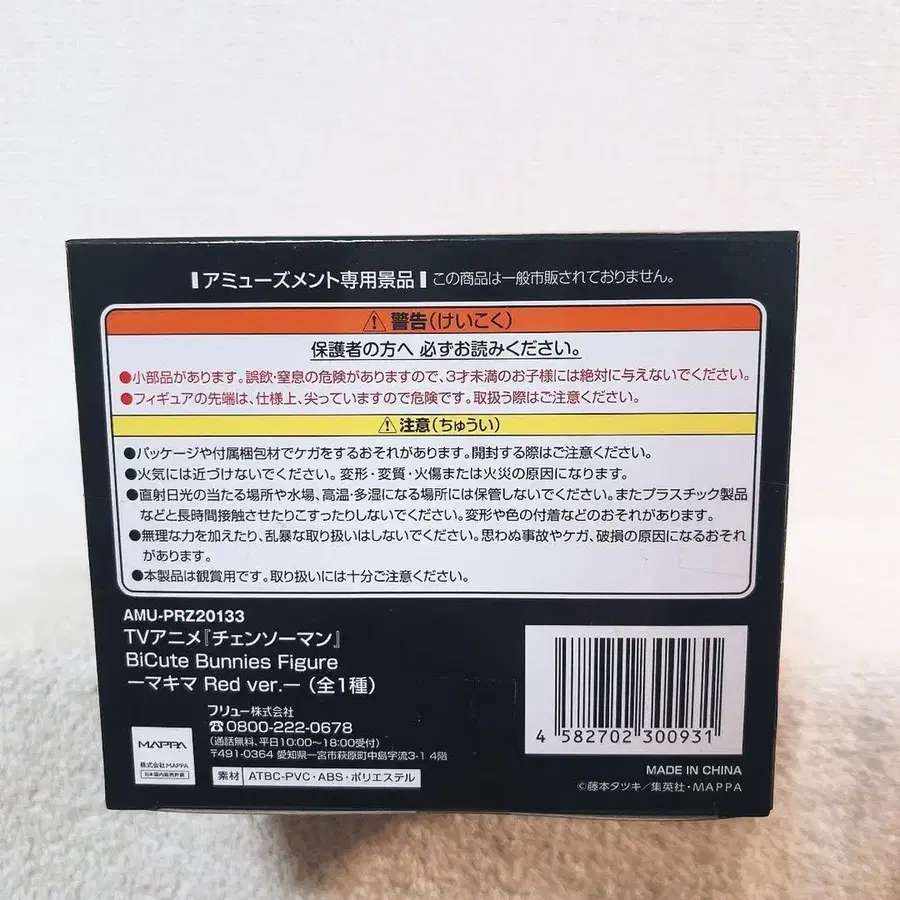 アミューズメント専用景品 この商品は一般市販されておりません。
⚠警告(けいこく)
保護者の方へ 必ずお読みください。
●小部品があります。誤飲・窒息の危険がありますので、3才未満のお子様には絶対に与えないでください。
●フィギュアの先端は、仕様上、尖っていますので危険です。取扱う際はご注意ください。
⚠注意(ちゅうい)
●パッケージや付属梱包材でケガをするおそれがあります。開封する際はご注意ください。
●火気には近づけないでください。変形・変質・火傷または火災の原因になります。
●直射日光の当たる場所や水場、高温・多湿になる場所には保管しないでください。またプラスチック製品
などと長時間接触させたりこすったりしないでください。変形や色の付着などのおそれがあります。
●無理な力を加えたり、乱暴な取り扱いはしないでください。思わぬ事故やケガ、破損の原因になるおそれ
があります。
●本製品は観賞用です。取り扱いには十分ご注意ください。
AMU-PRZ20133
TVアニメ『チェンソーマン』
BiCute Bunnies Figure
ーマキマ Red ver.ー (全1種)
フリュー株式会社
☎0800-222-0678
(通話無料、平日10:00〜18:00受付)
〒491-0364 愛知県一宮市萩原町中島字流3-1 4階
MAPPA
株式会社MAPPA
日本国内販売許諾
素材 ATBC-PVC・ABS・ポリエステル
4 582702 300931
MADE IN CHINA
©藤本タツキ/集英社・MAPPA